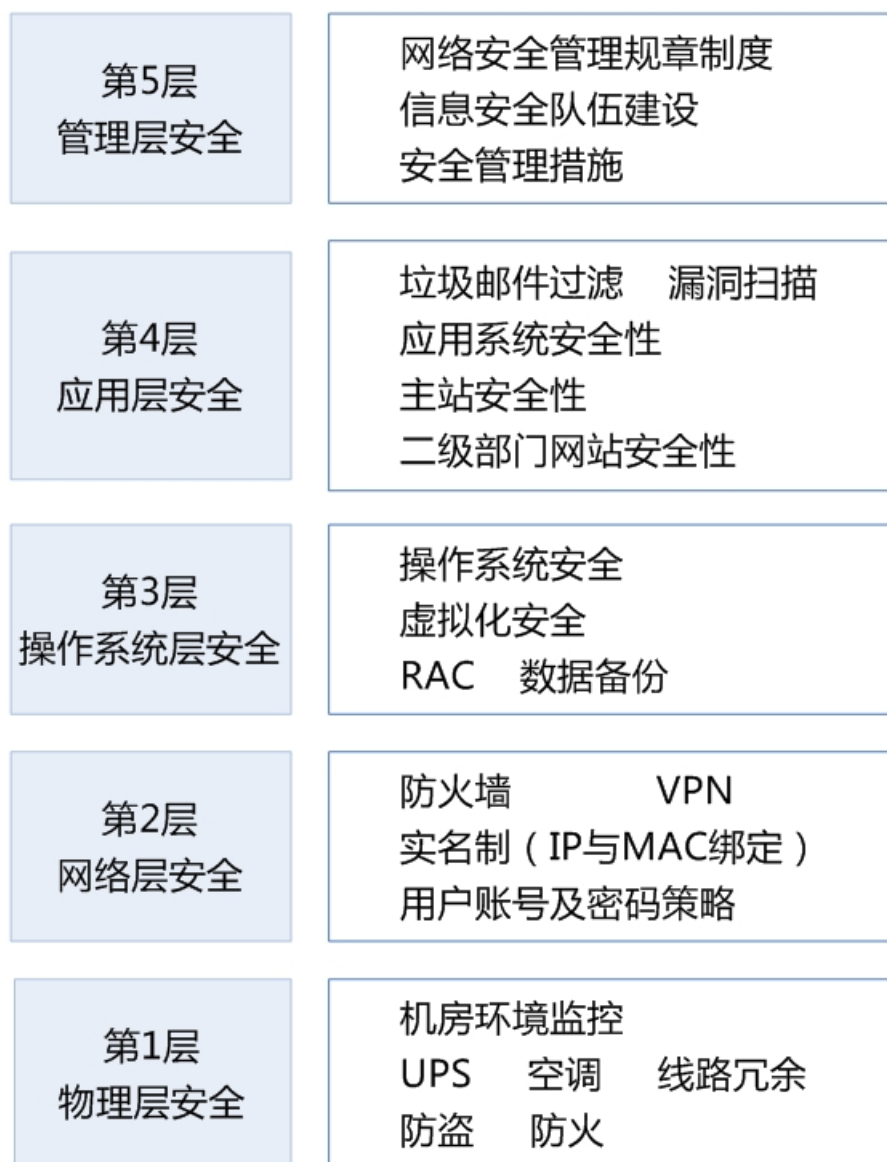 第5层
管理层安全
网络安全管理规章制度
信息安全队伍建设
安全管理措施
第4层
应用层安全
垃圾邮件过滤 漏洞扫描
应用系统安全性
主站安全性
二级部门网站安全性
第3层
操作系统层安全
操作系统安全
虚拟化安全
RAC 数据备份
第2层
网络层安全
防火墙 VPN
实名制（IP与MAC绑定）
用户账号及密码策略
第1层
物理层安全
机房环境监控
UPS 空调 线路冗余
防盗 防火